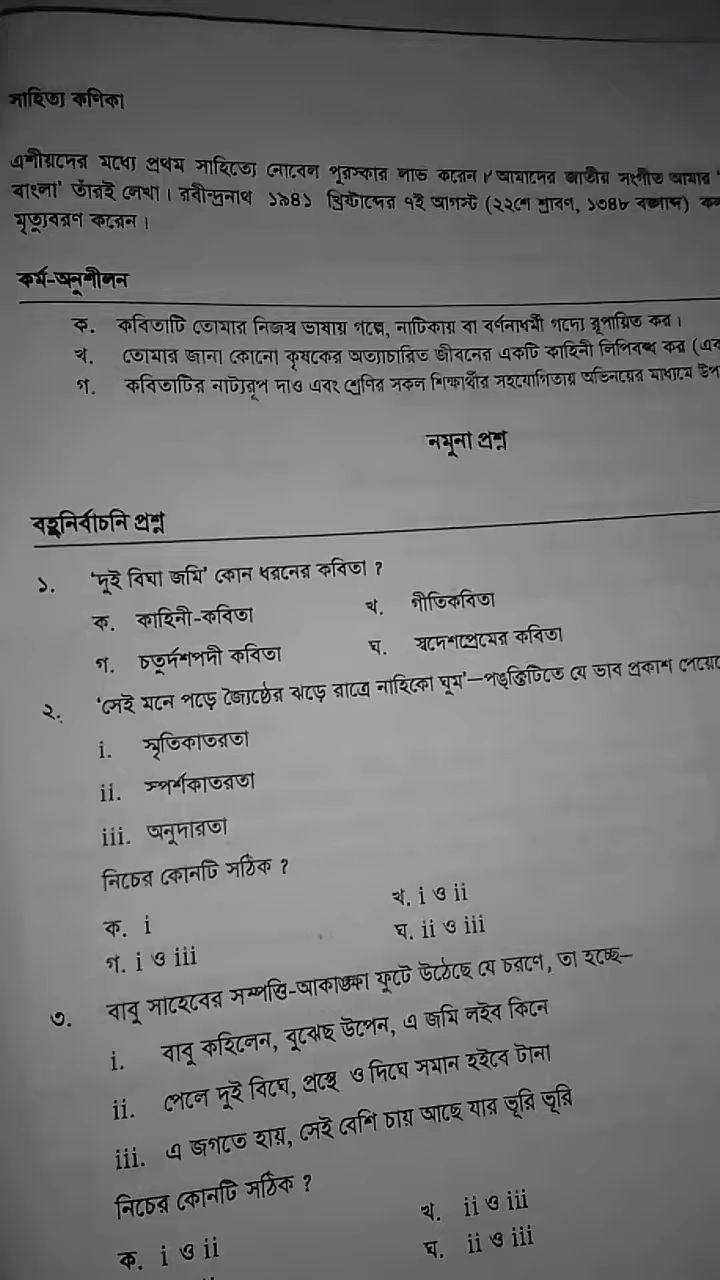 সাহিত্য কণিকা
এশীয়দের মধ্যে প্রথম সাহিত্যে নোবেল পুরস্কার লাভ করেন। আমাদের জাতীয় সংগীত আমার
বাংলা' তাঁরই লেখা। রবীন্দ্রনাথ ১৯৪১ খ্রিষ্টাব্দের ৭ই আগস্ট (২২শে শ্রাবণ, ১৩৪৮ বঙ্গাব্দ)
মৃত্যুবরণ করেন।
কর্ম-অনুশীলন
ক. কবিতাটি তোমার নিজস্ব ভাষায় গল্পে, নাটিকায় বা বর্ণনাধর্মী গদ্যে রূপায়িত কর।
খ. তোমার জানা কোনো কৃষকের অত্যাচারিত জীবনের একটি কাহিনী লিপিবদ্ধ কর
গ. কবিতাটির নাট্যরূপ দাও এবং শ্রেণির সকল শিক্ষার্থীর সহযোগিতায় অভিনয়ের মাধ্যমে
নমুনা প্রশ্ন
বহুনির্বাচনি প্রশ্ন
১. 'দুই বিঘা জমি' কোন ধরনের কবিতা ?
ক. কাহিনী-কবিতা খ. গীতিকবিতা
গ. চতুর্দশপদী কবিতা ঘ. স্বদেশপ্রেমের কবিতা
২. 'সেই মনে পড়ে জ্যৈষ্ঠের ঝড়ে রাত্রে নাহিকো ঘুম'–পঙ্‌ক্তিটিতে যে ভাব প্রকাশ
i. স্মৃতিকাতরতা
ii. স্পর্শকাতরতা
iii. অনুদারতা
নিচের কোনটি সঠিক ?
ক. i খ. i ও ii
গ. i ও iii ঘ. ii ও iii
৩. বাবু সাহেবের সম্পত্তি-আকাঙ্ক্ষা ফুটে উঠেছে যে চরণে, তা হচ্ছে–
i. বাবু কহিলেন, বুঝেছ উপেন, এ জমি লইব কিনে
ii. পেলে দুই বিঘে, প্রস্থে ও দিঘে সমান হইবে টানা
iii. এ জগতে হায়, সেই বেশি চায় আছে যার ভূরি ভূরি
নিচের কোনটি সঠিক ?
ক. i ও ii খ. ii ও iii
ঘ. ii ও iii